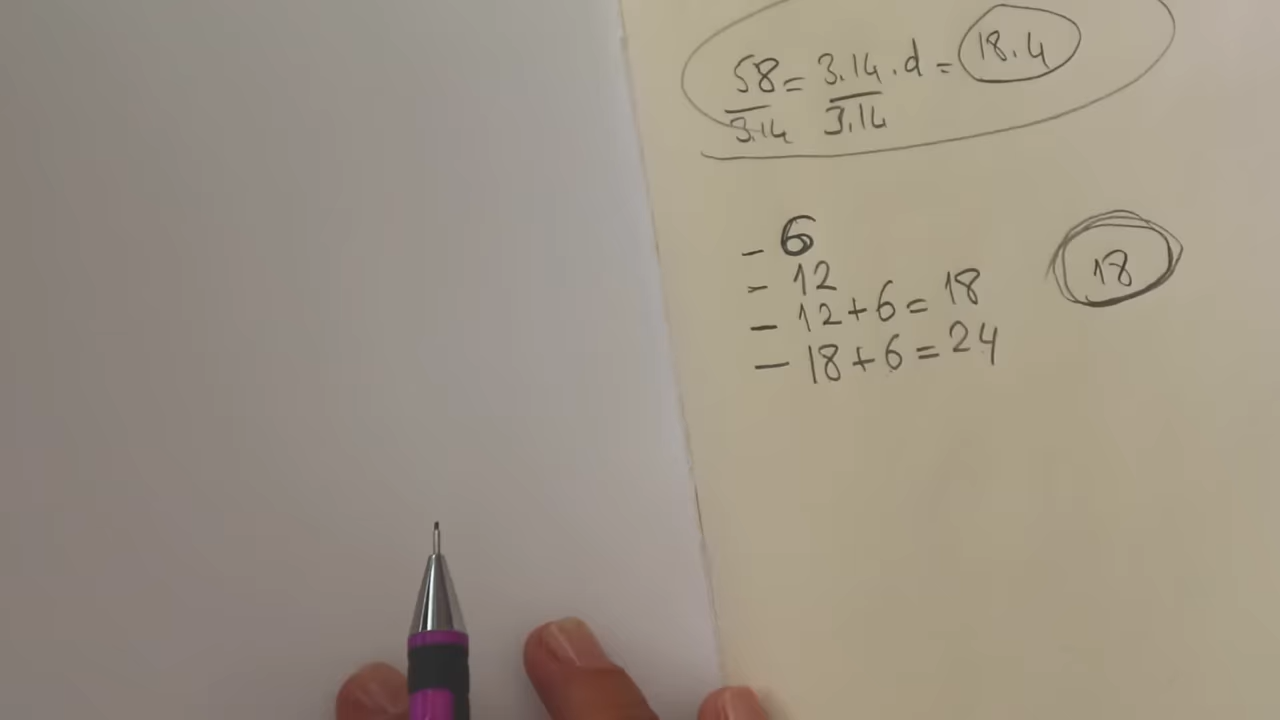 58 = 3.14 . d = 18.4
3.14 3.14
- 6
- 12
- 12 + 6 = 18
- 18 + 6 = 24
18